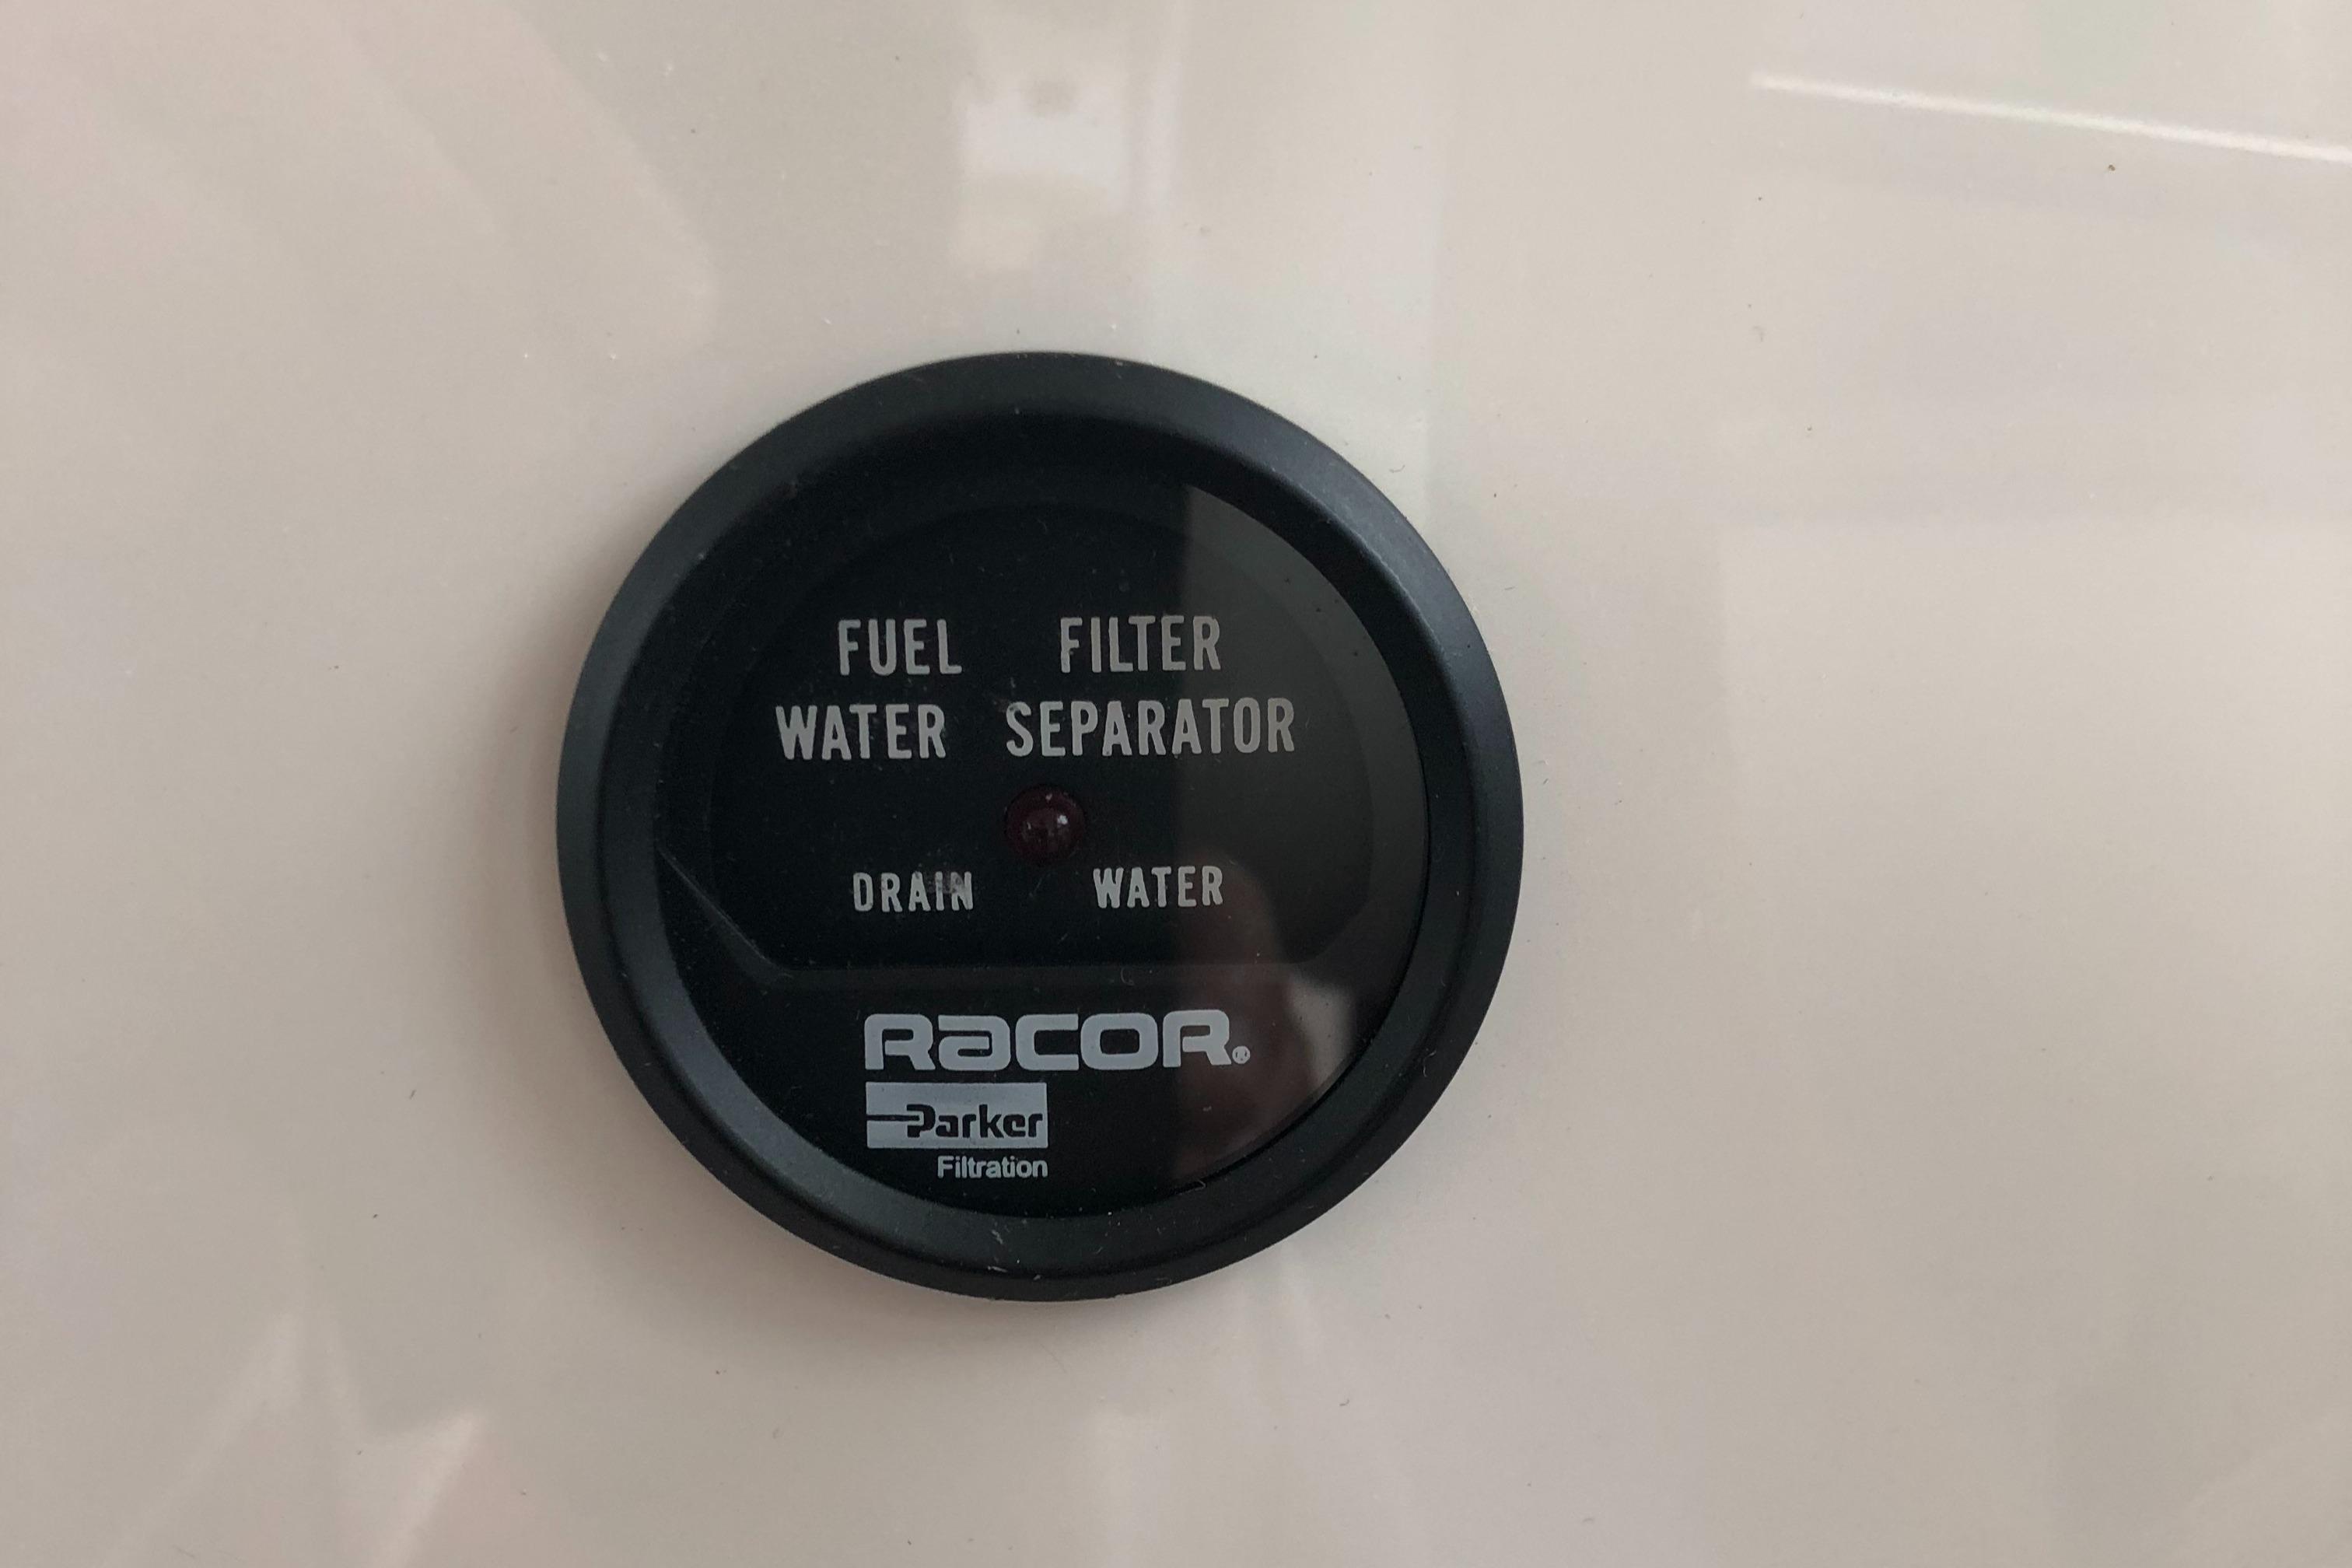 FUEL FILTER
WATER SEPARATOR
DRAIN WATER
RACOR®
Parker
Filtration